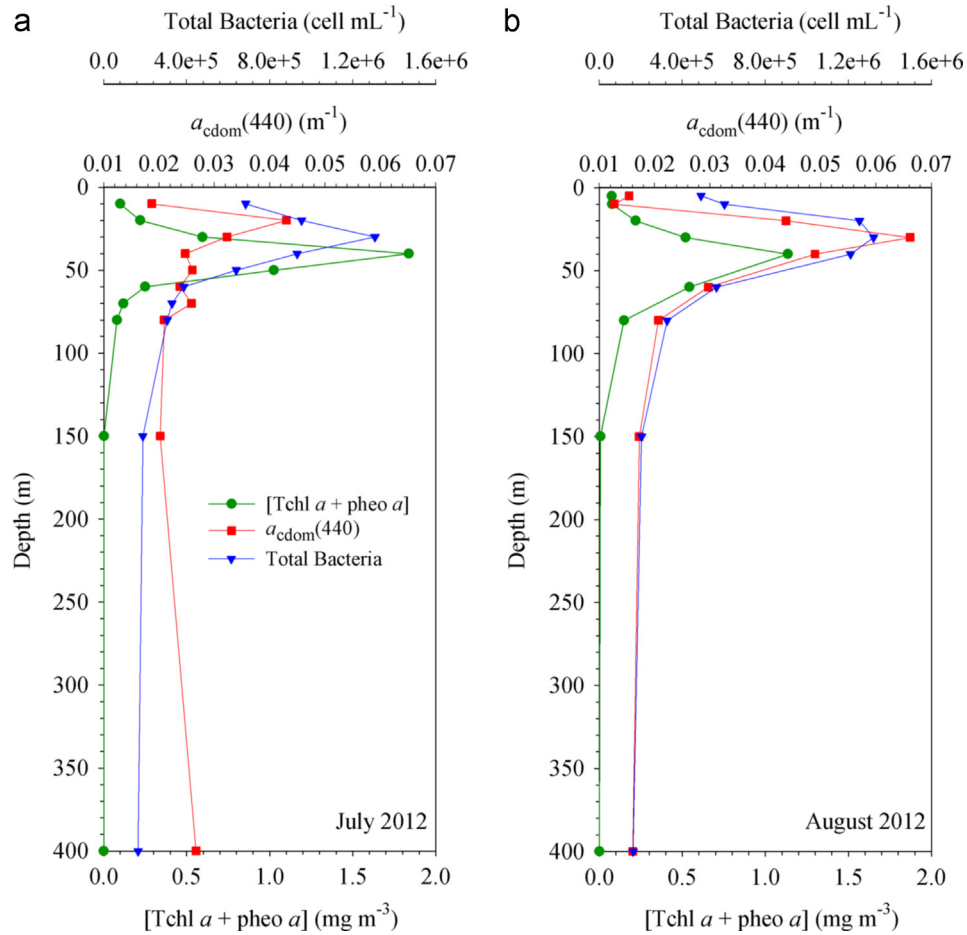 a
Total Bacteria (cell mL⁻¹)
0.0 4.0e+5 1.2e+6 1.6e+6
a_cdom(440) (m⁻¹)
0.01 0.02 0.03 0.04 0.05 0.06 0.07
0
50
100
150
200
250
300
350
400
Depth (m)
[Tchl a + pheo a]
a_cdom(440)
Total Bacteria
July 2012
0.0 0.5 1.0 1.5 2.0
[Tchl a + pheo a] (mg m⁻³)
b
Total Bacteria (cell mL⁻¹)
0.0 4.0e+5 1.2e+6 1.6e+6
a_cdom(440) (m⁻¹)
0.01 0.02 0.03 0.04 0.05 0.06 0.07
0
50
100
150
200
250
300
350
400
Depth (m)
August 2012
0.0 0.5 1.0 1.5 2.0
[Tchl a + pheo a] (mg m⁻³)